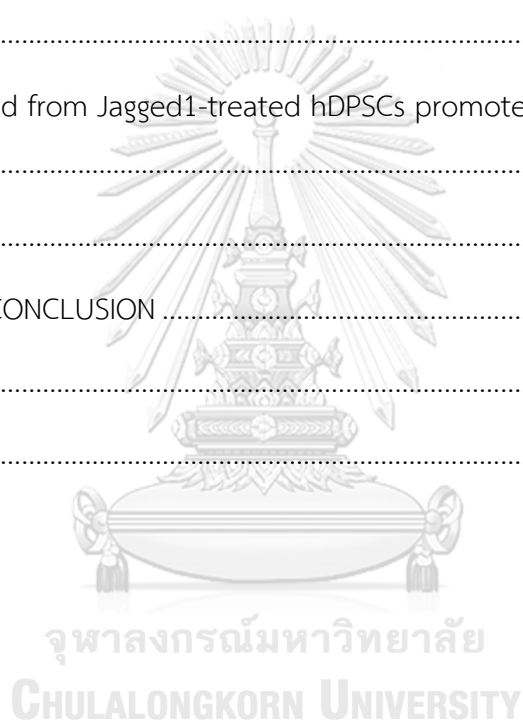 ................................................................
d from Jagged1-treated hDPSCs promote
................................................................
................................................................
CONCLUSION ................................................
................................................................
................................................................
จุฬาลงกรณ์มหาวิทยาลัย
CHULALONGKORN UNIVERSITY